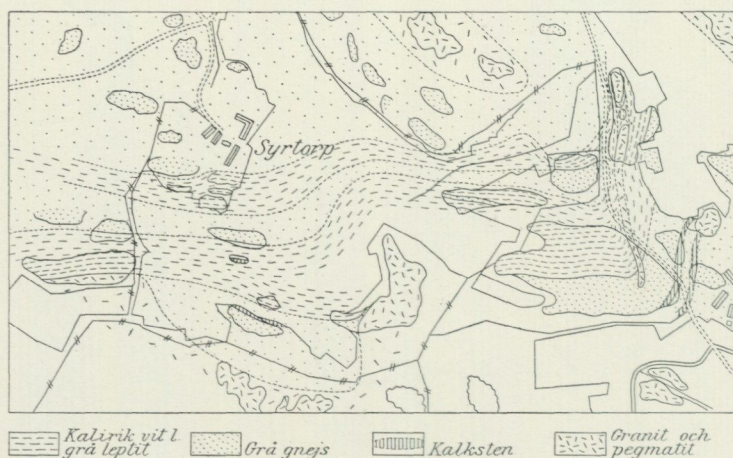 Syrtorp
Kalirik vit l.
grå leptit
Grå gnejs
Kalksten
Granit och
pegmatit